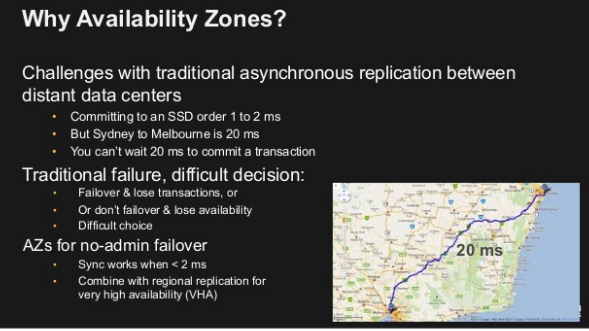 Why Availability Zones?
Challenges with traditional asynchronous replication between
distant data centers
• Committing to an SSD order 1 to 2 ms
• But Sydney to Melbourne is 20 ms
• You can't wait 20 ms to commit a transaction
Traditional failure, difficult decision:
• Failover & lose transactions, or
• Or don't failover & lose availability
• Difficult choice
AZs for no-admin failover
• Sync works when < 2 ms
• Combine with regional replication for
very high availability (VHA)
20 ms